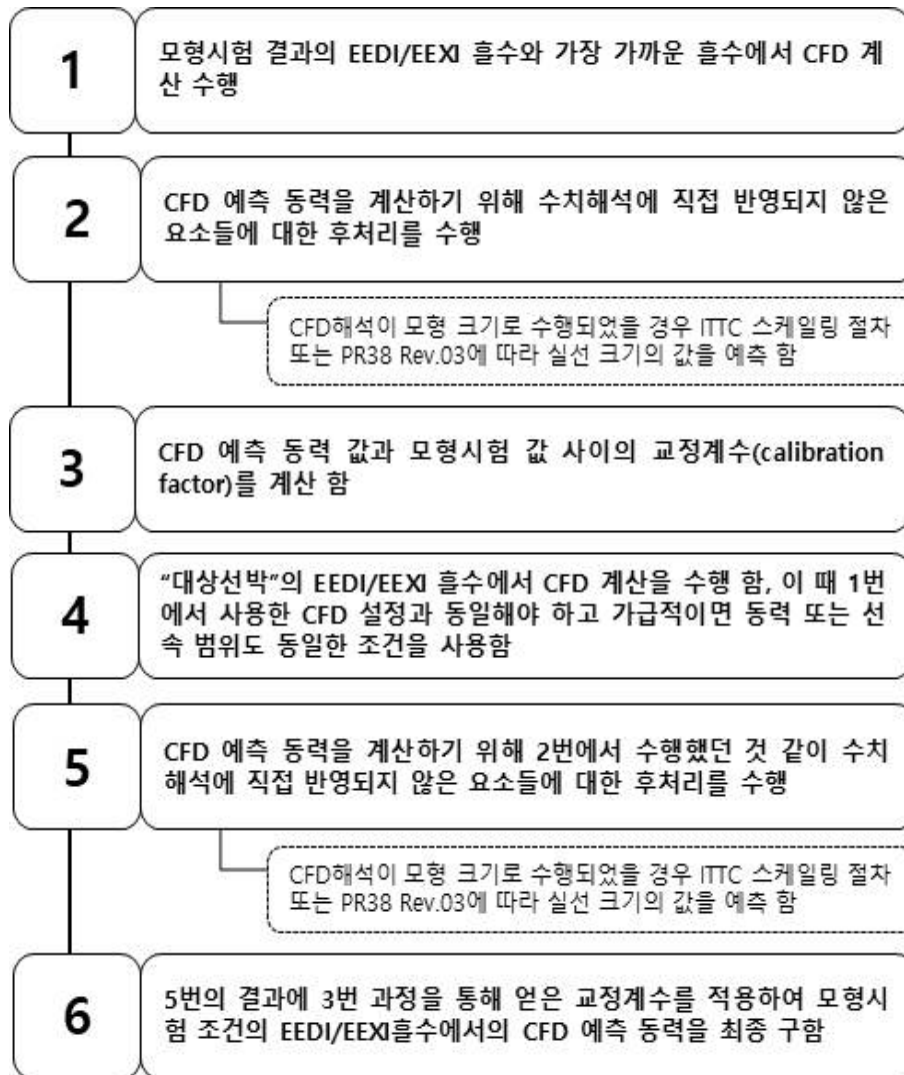 1
모형시험 결과의 EEDI/EEXI 흘수와 가장 가까운 흘수에서 CFD 계
산 수행
2
CFD 예측 동력을 계산하기 위해 수치해석에 직접 반영되지 않은
요소들에 대한 후처리를 수행
CFD해석이 모형 크기로 수행되었을 경우 ITTC 스케일링 절차
또는 PR38 Rev.03에 따라 실선 크기의 값을 예측 함
3
CFD 예측 동력 값과 모형시험 값 사이의 교정계수(calibration
factor)를 계산 함
4
“대상선박”의 EEDI/EEXI 흘수에서 CFD 계산을 수행 함, 이 때 1번
에서 사용한 CFD 설정과 동일해야 하고 가급적이면 동력 또는 선
속 범위도 동일한 조건을 사용함
5
CFD 예측 동력을 계산하기 위해 2번에서 수행했던 것 같이 수치
해석에 직접 반영되지 않은 요소들에 대한 후처리를 수행
CFD해석이 모형 크기로 수행되었을 경우 ITTC 스케일링 절차
또는 PR38 Rev.03에 따라 실선 크기의 값을 예측 함
6
5번의 결과에 3번 과정을 통해 얻은 교정계수를 적용하여 모형시
험 조건의 EEDI/EEXI흘수에서의 CFD 예측 동력을 최종 구함